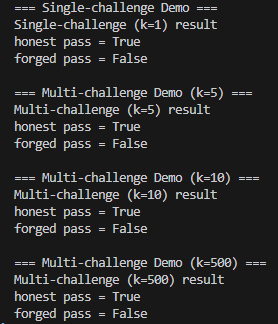 === Single-challenge Demo ===
Single-challenge (k=1) result
honest pass = True
forged pass = False

=== Multi-challenge Demo (k=5) ===
Multi-challenge (k=5) result
honest pass = True
forged pass = False

=== Multi-challenge Demo (k=10) ===
Multi-challenge (k=10) result
honest pass = True
forged pass = False

=== Multi-challenge Demo (k=500) ===
Multi-challenge (k=500) result
honest pass = True
forged pass = False